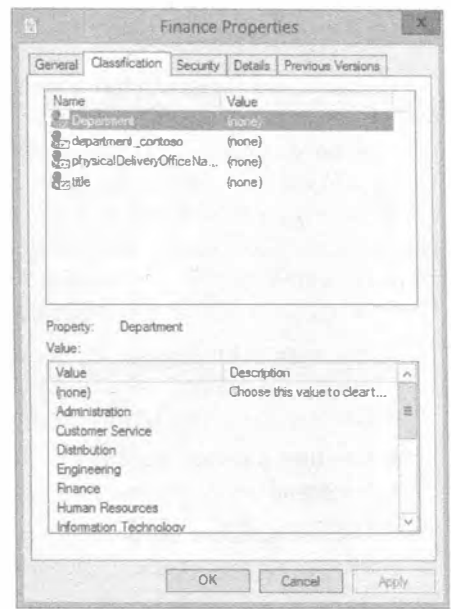 Finance Properties
x
General Classification Security Details Previous Versions
Name Value
Department (none)
department_contoso (none)
physicalDeliveryOfficeNa... (none)
title (none)
Property: Department
Value:
Value Description
(none) Choose this value to clear t...
Administration
Customer Service
Distribution
Engineering
Finance
Human Resources
Information Technology
OK Cancel Apply